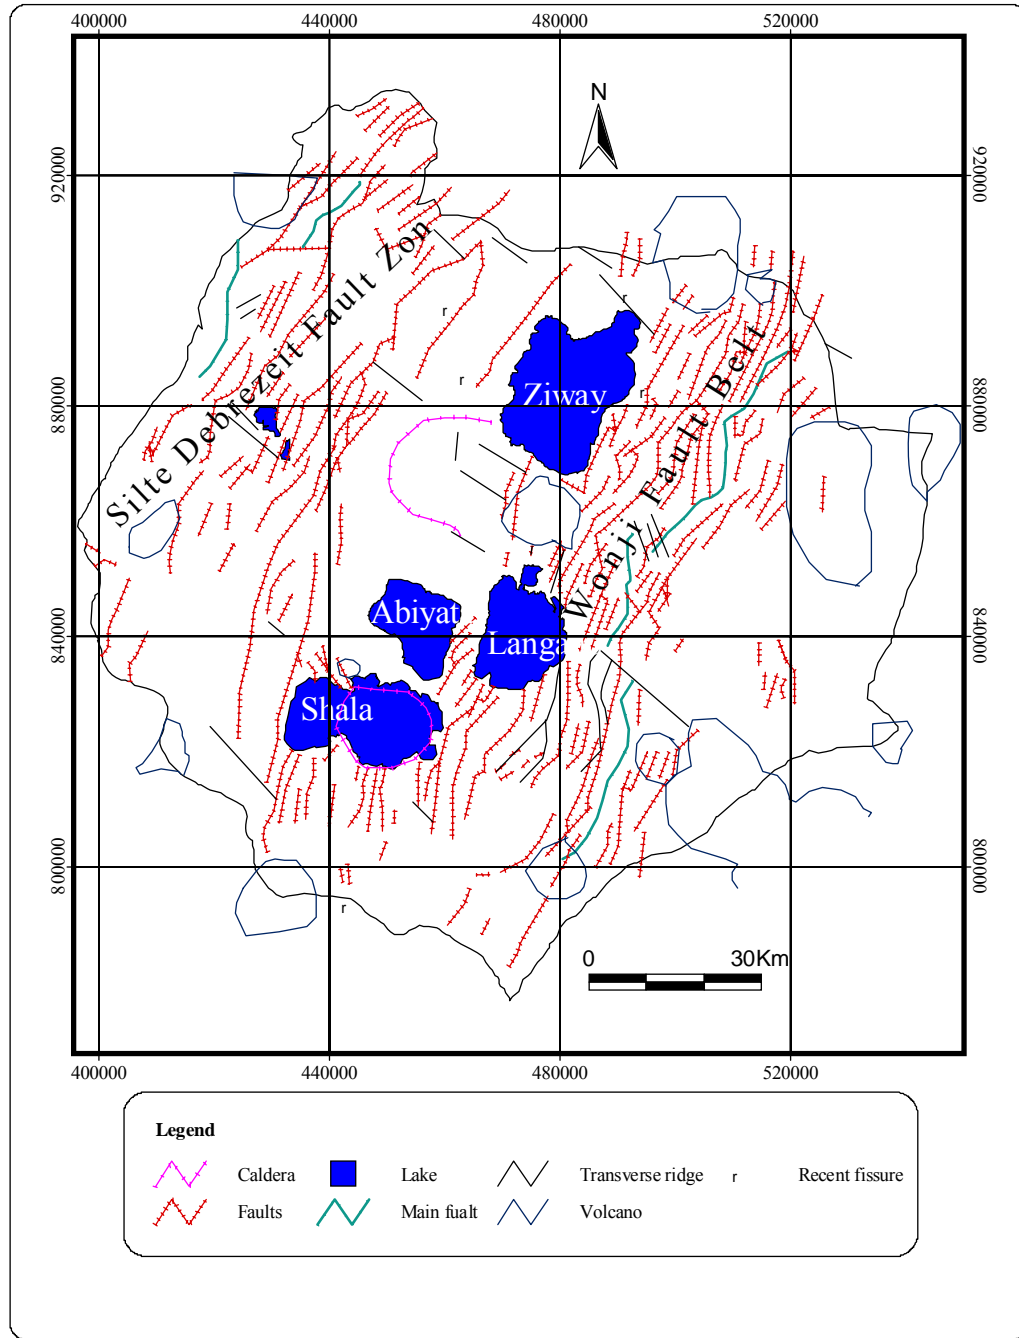 400000 440000 480000 520000
N
920000 920000
Silte Debrezeit Fault Zon
r
r
r
r
Ziway
880000 880000
Wonji Fault Belt
Abiyat
Langa
840000 840000
Shala
800000 800000
r
0 30Km
400000 440000 480000 520000
Legend
Caldera Lake Transverse ridge r Recent fissure
Faults Main fualt Volcano